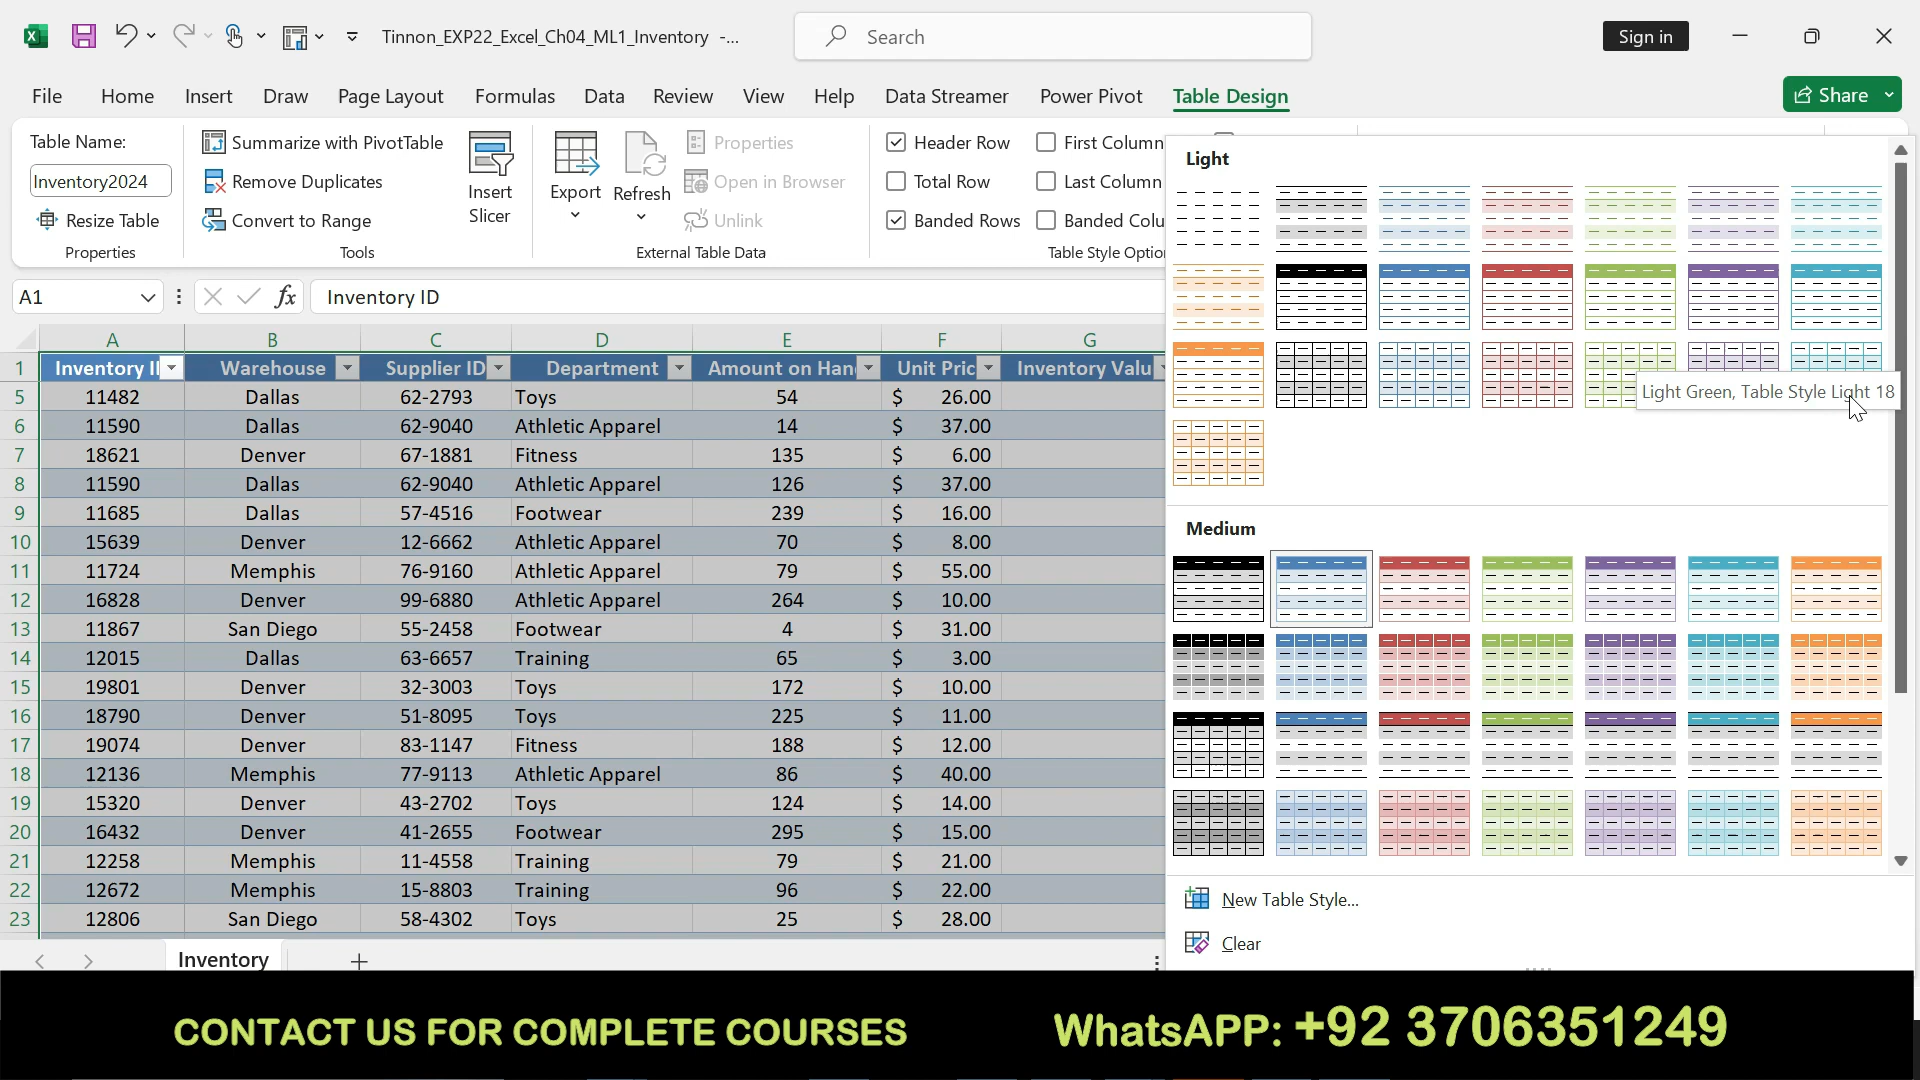 Tinnon_EXP22_Excel_Ch04_ML1_Inventory -...
Search
Sign in
File Home Insert Draw Page Layout Formulas Data Review View Help Data Streamer Power Pivot Table Design
Share
Table Name:
Inventory2024
Resize Table
Properties
Summarize with PivotTable
Remove Duplicates
Convert to Range
Tools
Insert
Slicer
Export
Refresh
Properties
Open in Browser
Unlink
External Table Data
Header Row
Total Row
Banded Rows
First Column
Last Column
Banded Colu
Table Style Optio
A1
fx
Inventory ID
A B C D E F G
1 Inventory I Warehouse Supplier ID Department Amount on Han Unit Pric Inventory Valu
5 11482 Dallas 62-2793 Toys 54 $ 26.00
6 11590 Dallas 62-9040 Athletic Apparel 14 $ 37.00
7 18621 Denver 67-1881 Fitness 135 $ 6.00
8 11590 Dallas 62-9040 Athletic Apparel 126 $ 37.00
9 11685 Dallas 57-4516 Footwear 239 $ 16.00
10 15639 Denver 12-6662 Athletic Apparel 70 $ 8.00
11 11724 Memphis 76-9160 Athletic Apparel 79 $ 55.00
12 16828 Denver 99-6880 Athletic Apparel 264 $ 10.00
13 11867 San Diego 55-2458 Footwear 4 $ 31.00
14 12015 Dallas 63-6657 Training 65 $ 3.00
15 19801 Denver 32-3003 Toys 172 $ 10.00
16 18790 Denver 51-8095 Toys 225 $ 11.00
17 19074 Denver 83-1147 Fitness 188 $ 12.00
18 12136 Memphis 77-9113 Athletic Apparel 86 $ 40.00
19 15320 Denver 43-2702 Toys 124 $ 14.00
20 16432 Denver 41-2655 Footwear 295 $ 15.00
21 12258 Memphis 11-4558 Training 79 $ 21.00
22 12672 Memphis 15-8803 Training 96 $ 22.00
23 12806 San Diego 58-4302 Toys 25 $ 28.00
Inventory
Light
Light Green, Table Style Light 18
Medium
New Table Style...
Clear
CONTACT US FOR COMPLETE COURSES
WhatsAPP: +92 3706351249